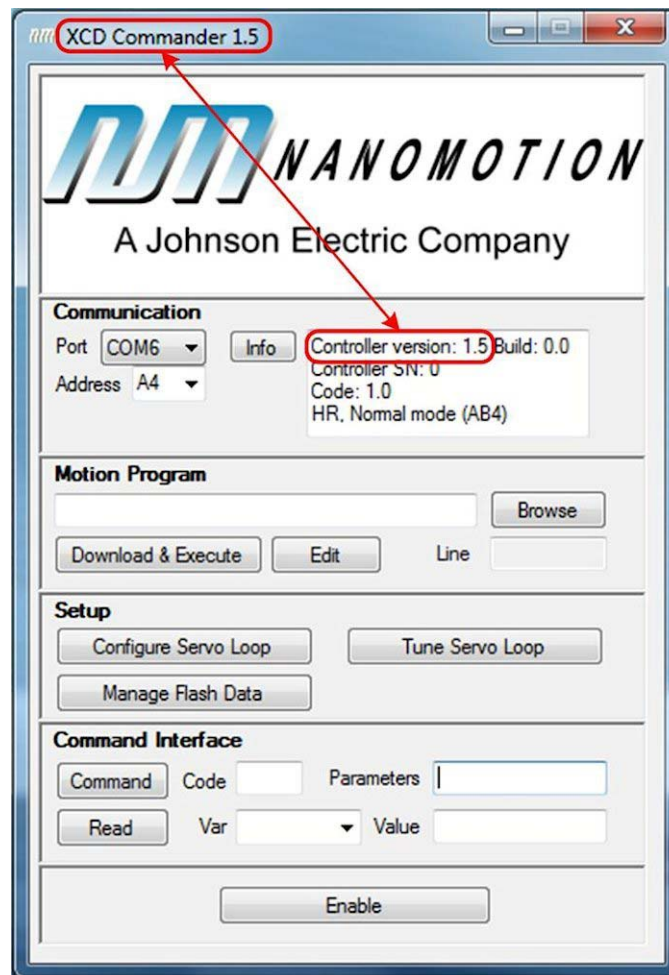 nm XCD Commander 1.5
nm NANOMOTION
A Johnson Electric Company
Communication
Port COM6 Info
Address A4
Controller version: 1.5 Build: 0.0
Controller SN: 0
Code: 1.0
HR, Normal mode (AB4)
Motion Program
Browse
Download & Execute Edit Line
Setup
Configure Servo Loop Tune Servo Loop
Manage Flash Data
Command Interface
Command Code Parameters
Read Var Value
Enable